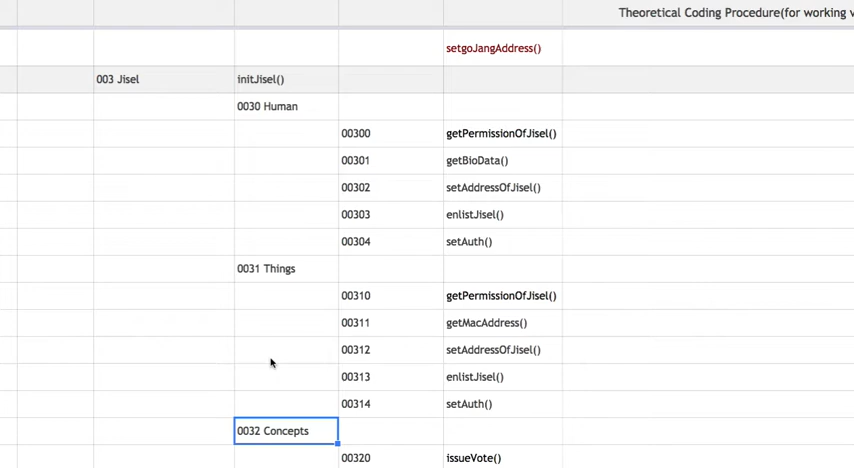 Theoretical Coding Procedure(for working
setgoJangAddress()
003 Jisel initJisel()
0030 Human
00300 getPermissionOfJisel()
00301 getBioData()
00302 setAddressOfJisel()
00303 enlistJisel()
00304 setAuth()
0031 Things
00310 getPermissionOfJisel()
00311 getMacAddress()
00312 setAddressOfJisel()
00313 enlistJisel()
00314 setAuth()
0032 Concepts
00320 issueVote()